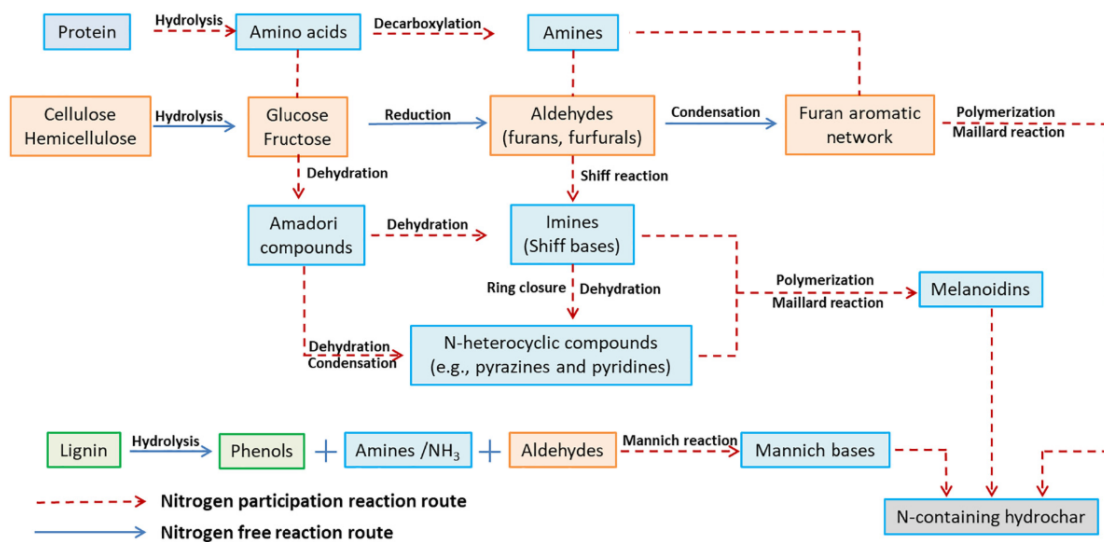 Protein
Hydrolysis
Amino acids
Decarboxylation
Amines
Cellulose
Hemicellulose
Hydrolysis
Glucose
Fructose
Reduction
Aldehydes
(furans, furfurals)
Condensation
Furan aromatic
network
Polymerization
Maillard reaction
Dehydration
Shiff reaction
Amadori
compounds
Dehydration
Imines
(Shiff bases)
Ring closure
Dehydration
Polymerization
Maillard reaction
Melanoidins
Dehydration
Condensation
N-heterocyclic compounds
(e.g., pyrazines and pyridines)
Lignin
Hydrolysis
Phenols
+
Amines /NH3
+
Aldehydes
Mannich reaction
Mannich bases
Nitrogen participation reaction route
Nitrogen free reaction route
N-containing hydrochar